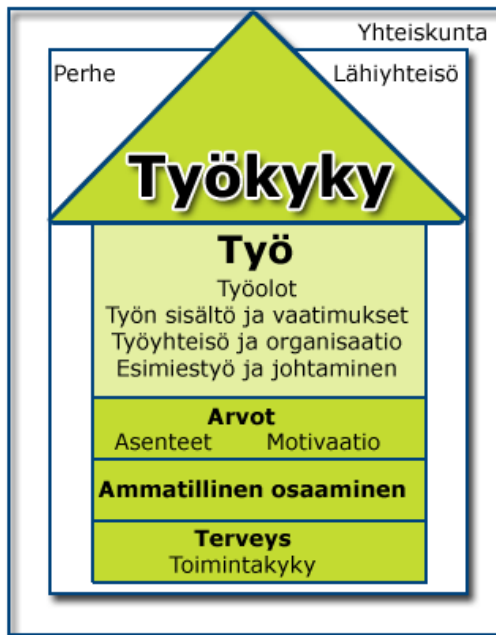 Yhteiskunta
Perhe
Lähiyhteisö
Työkyky
Työ
Työolot
Työn sisältö ja vaatimukset
Työyhteisö ja organisaatio
Esimiestyö ja johtaminen
Arvot
Asenteet Motivaatio
Ammatillinen osaaminen
Terveys
Toimintakyky